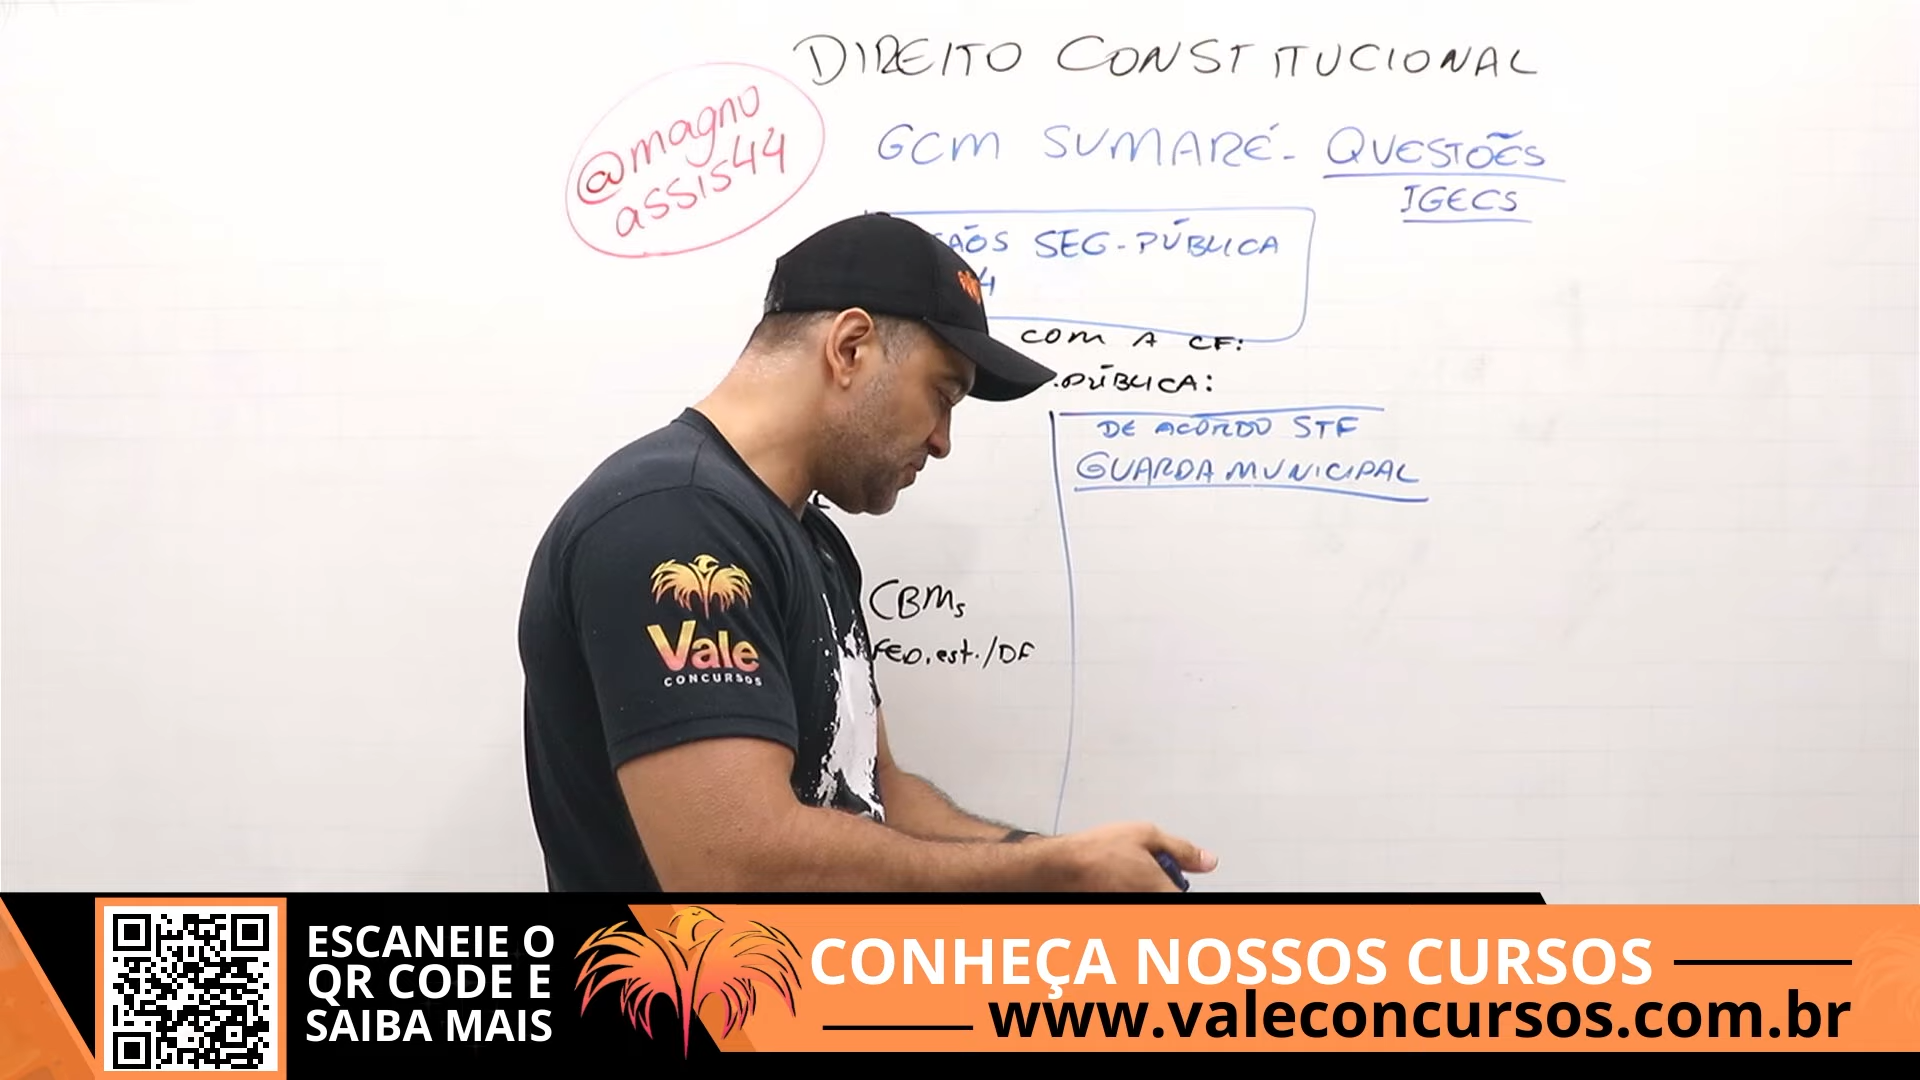 DIREITO CONSTITUCIONAL
@magno
assis44
GCM SUMARÉ - QUESTÕES
IGECS
SEG-PÚBLICA
4
COM A CF:
PÚBLICA:
DE ACORDO STF
GUARDA MUNICIPAL
CBMs
FED. est./DF
Vale
CONCURSOS
ESCANEIE O
QR CODE E
SAIBA MAIS
CONHEÇA NOSSOS CURSOS
www.valeconcursos.com.br